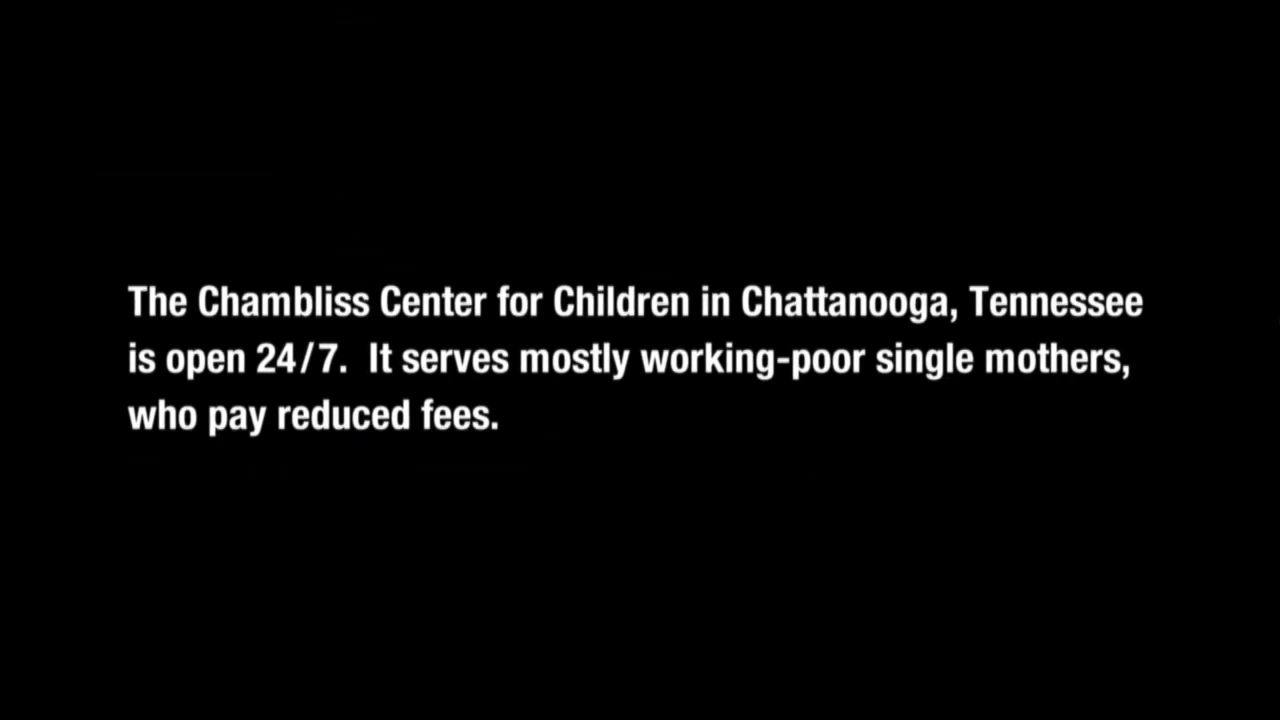 The Chambliss Center for Children in Chattanooga, Tennessee
is open 24/7.  It serves mostly working-poor single mothers,
who pay reduced fees.